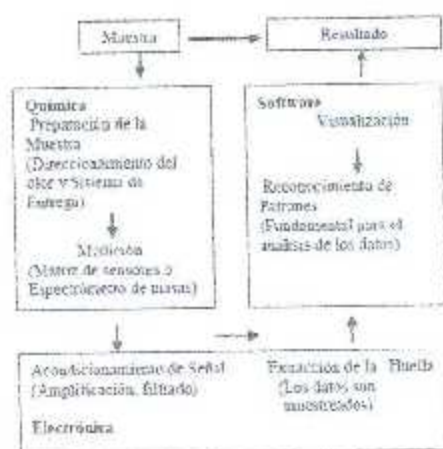 Muestra
Resultado
Química
Preparación de la
Muestra
(Direccionamiento del
olor y Sistema de
Entrega)
Medición
(Matriz de sensores o
Espectrómetro de masas)
Software
Visualización
Reconocimiento de
Patrones
(Fundamental para el
análisis de los datos)
Acondicionamiento de Señal
(Amplificación, filtrado)
Electrónica
Extracción de la Huella
(Los datos son
muestreados)